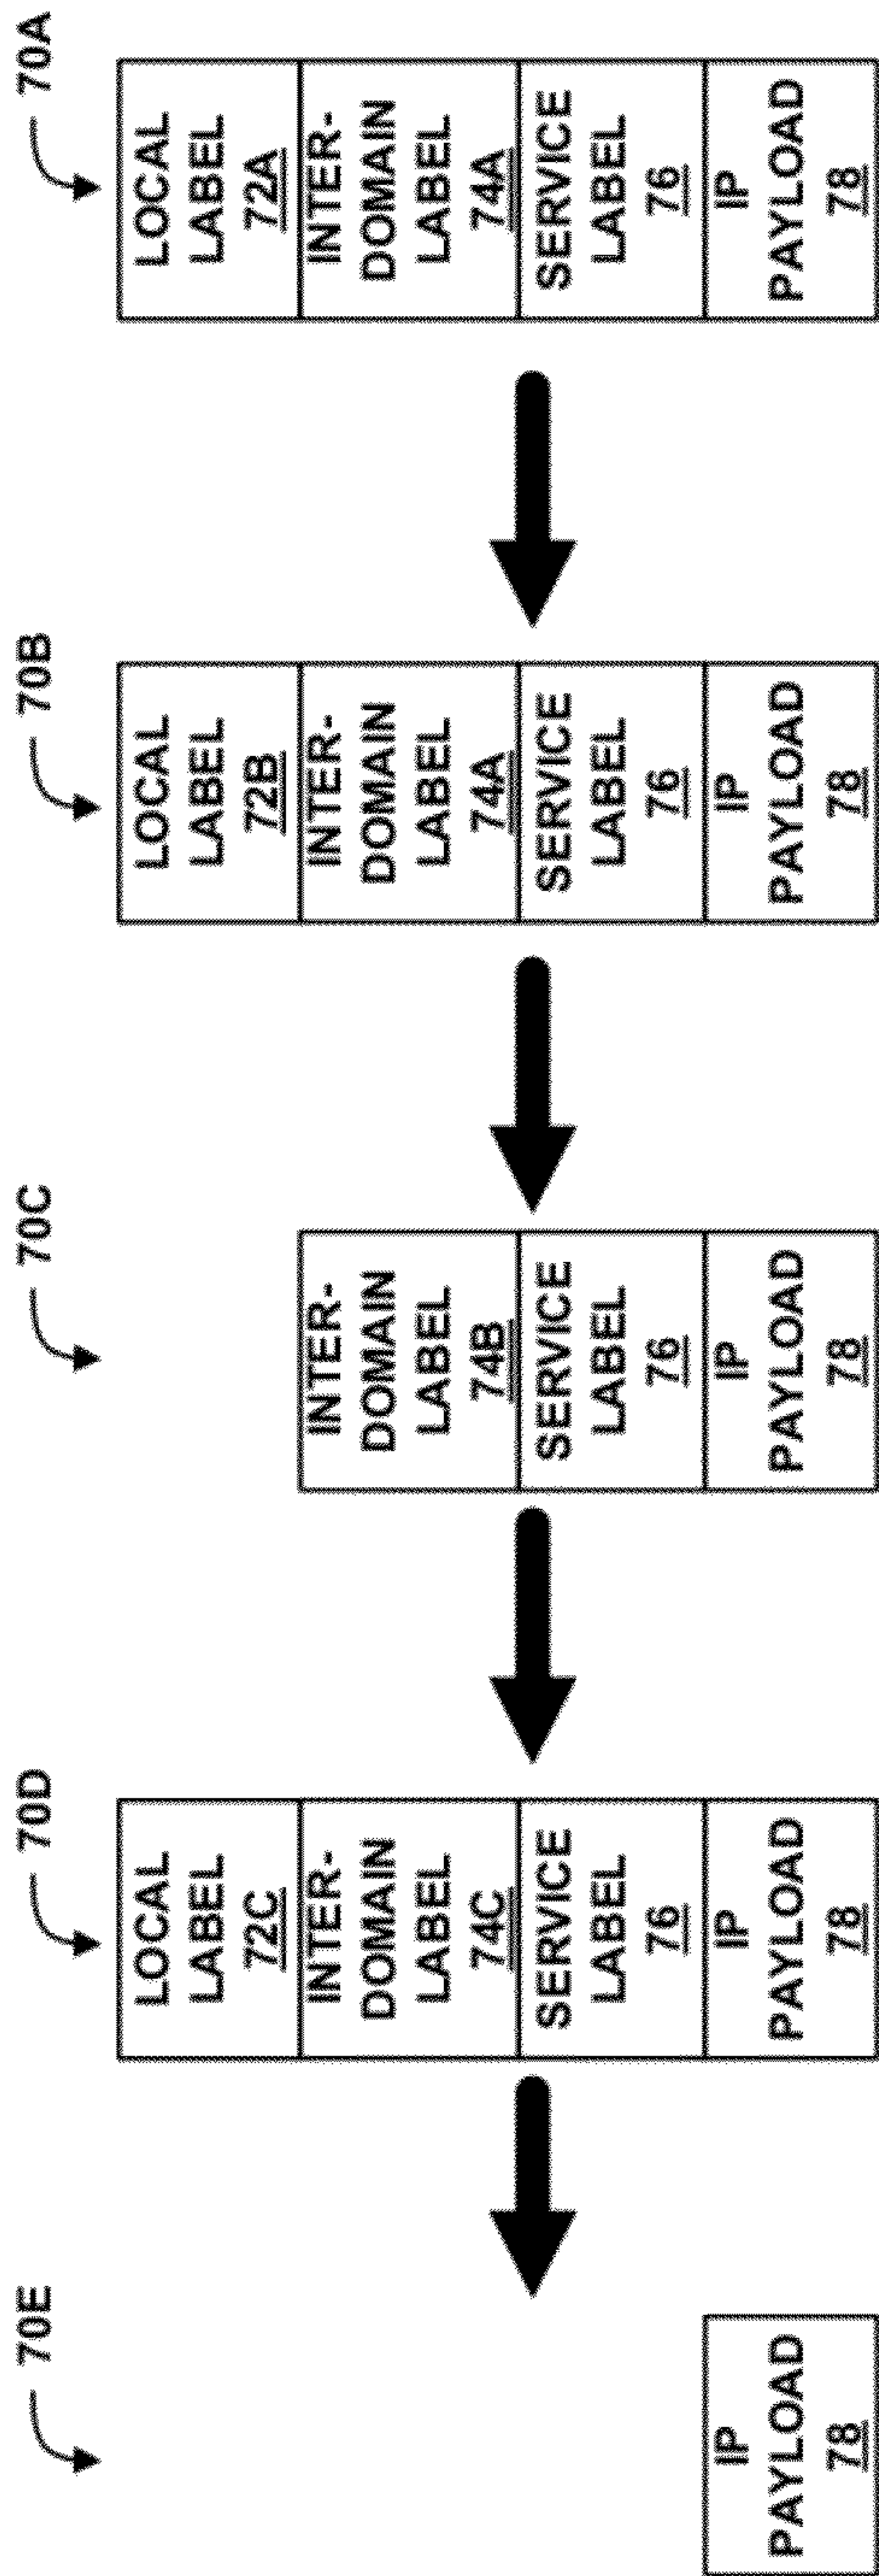 70E
IP
PAYLOAD
78
70D
LOCAL
LABEL
72C
INTER-
DOMAIN
LABEL
74C
SERVICE
LABEL
76
IP
PAYLOAD
78
70C
INTER-
DOMAIN
LABEL
74B
SERVICE
LABEL
76
IP
PAYLOAD
78
70B
LOCAL
LABEL
72B
INTER-
DOMAIN
LABEL
74A
SERVICE
LABEL
76
IP
PAYLOAD
78
70A
LOCAL
LABEL
72A
INTER-
DOMAIN
LABEL
74A
SERVICE
LABEL
76
IP
PAYLOAD
78